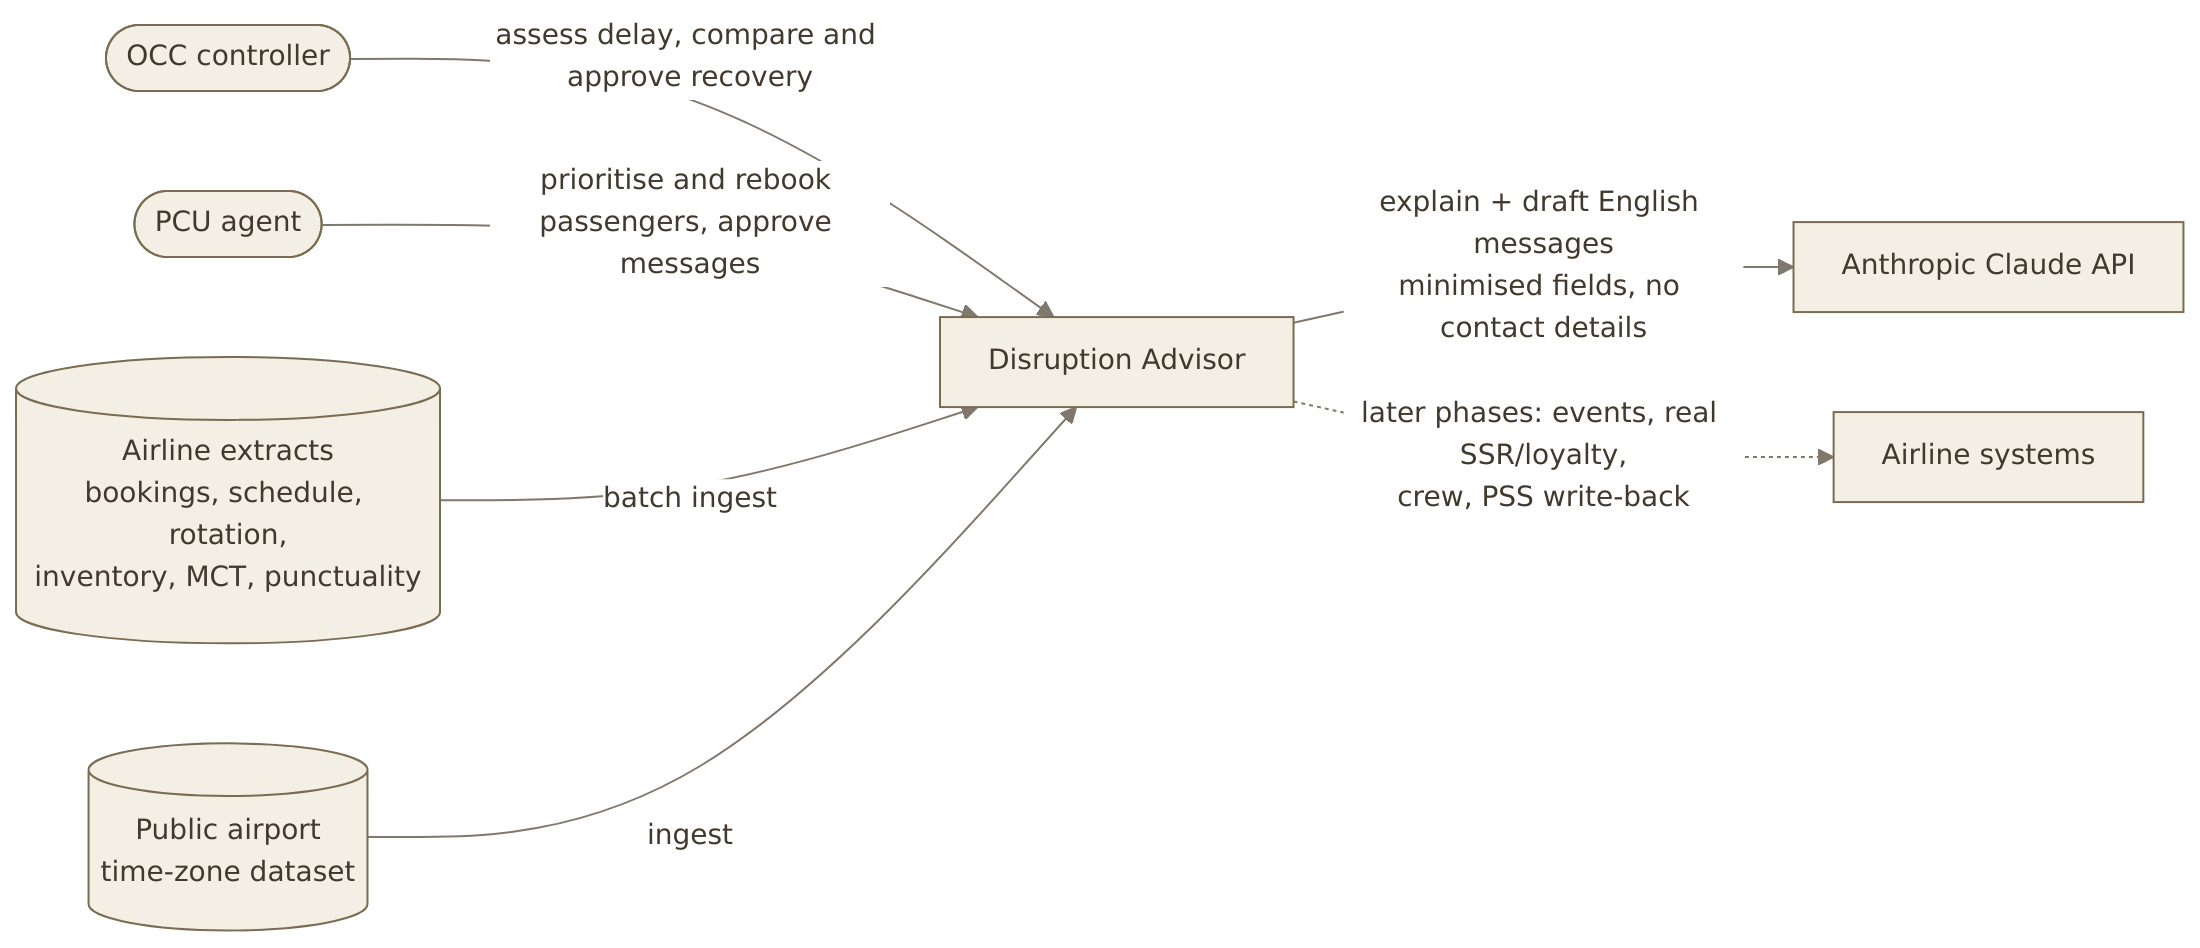 OCC controller
assess delay, compare and
approve recovery
PCU agent
prioritise and rebook
passengers, approve
messages
Airline extracts
bookings, schedule,
rotation,
inventory, MCT, punctuality
batch ingest
Public airport
time-zone dataset
ingest
Disruption Advisor
explain + draft English
messages
minimised fields, no
contact details
Anthropic Claude API
later phases: events, real
SSR/loyalty,
crew, PSS write-back
Airline systems